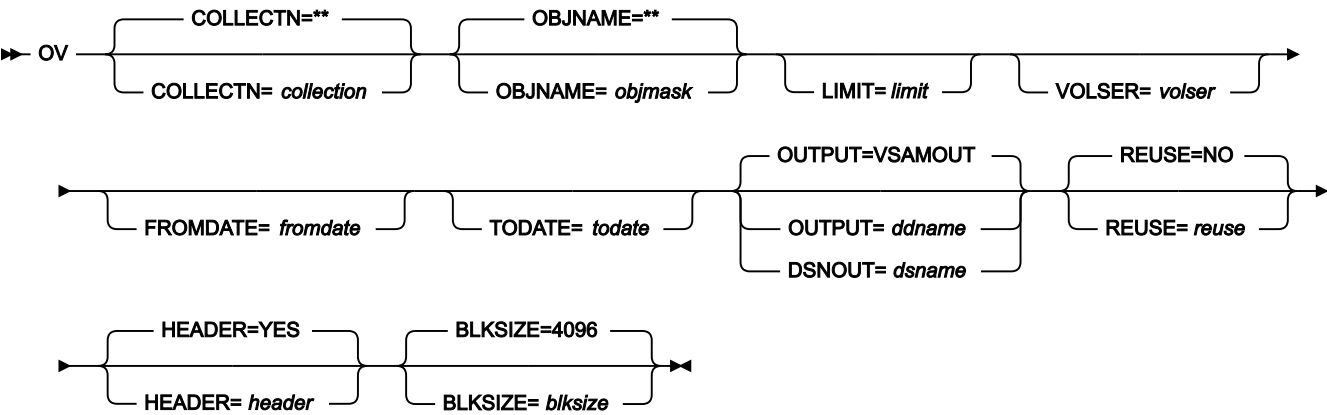 COLLECTN=** OBJNAME=**
OV
COLLECTN= collection OBJNAME= objmask LIMIT= limit VOLSER= volser
OUTPUT=VSAMOUT REUSE=NO
FROMDATE= fromdate TODATE= todate OUTPUT= ddname REUSE= reuse
DSNOUT= dsname
HEADER=YES BLKSIZE=4096
HEADER= header BLKSIZE= blksize